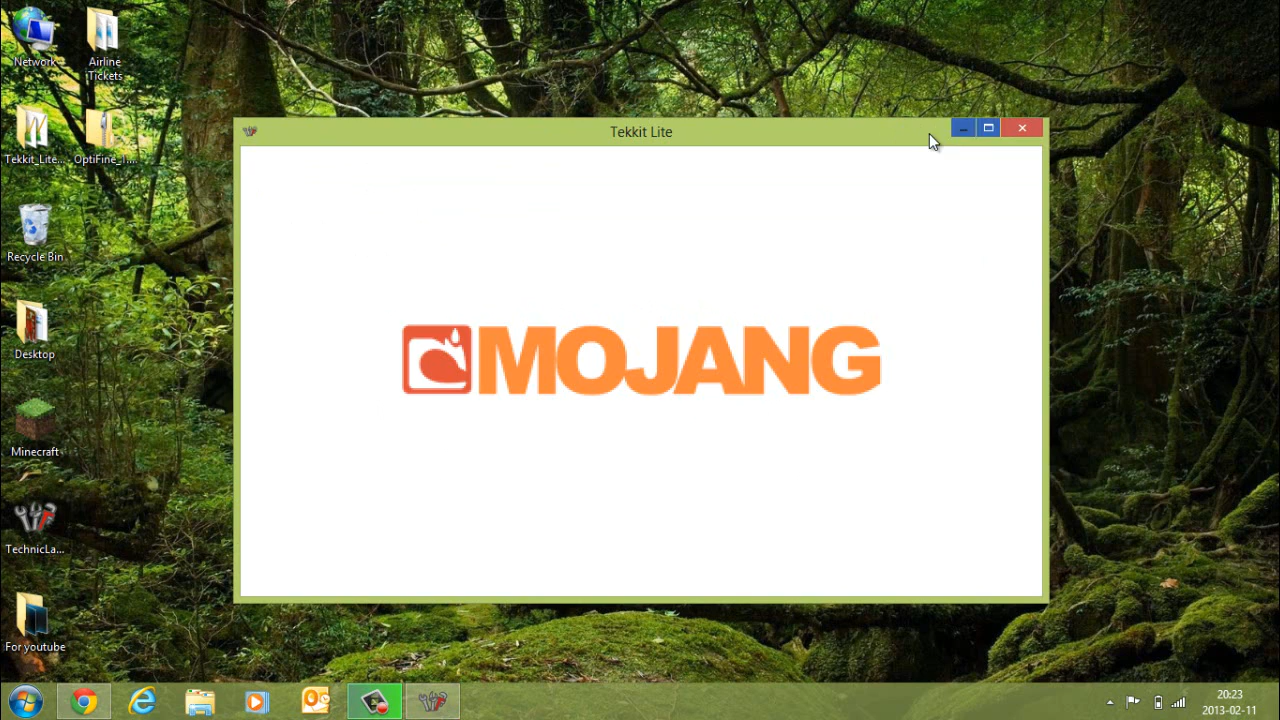 Network
Airline
Tickets
Tekkit_Lite...
OptiFine_1....
Recycle Bin
Desktop
Minecraft
TechnicLa...
For youtube
Tekkit Lite
MOJANG
20:23
2013-02-11